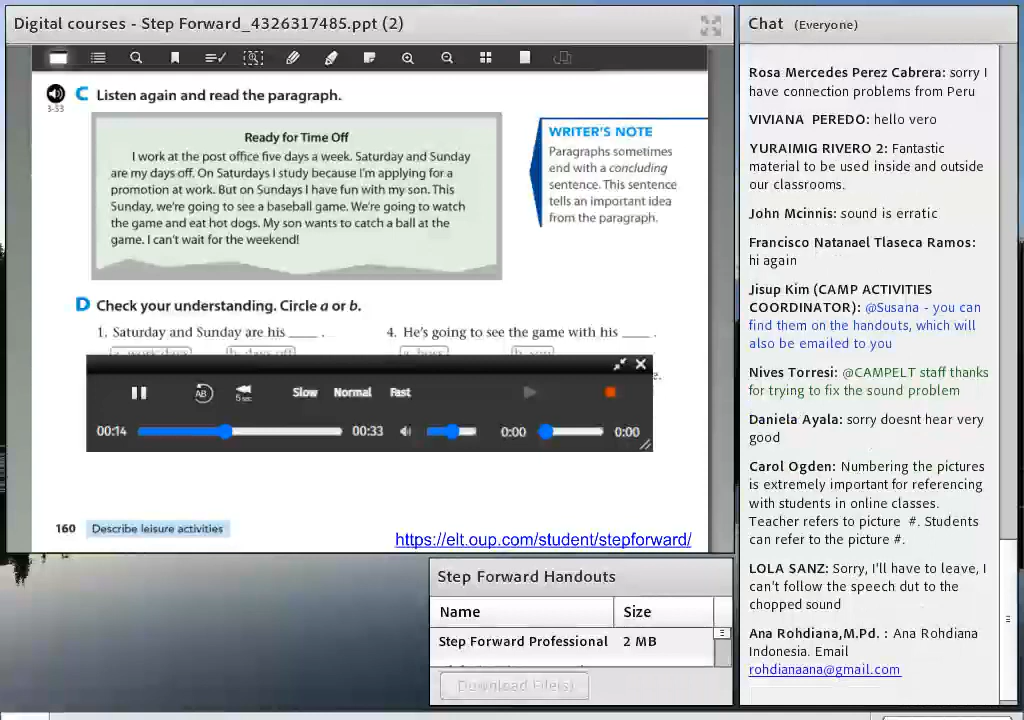 Digital courses - Step Forward_4326317485.ppt (2)
C Listen again and read the paragraph.
3-33
Ready for Time Off
I work at the post office five days a week. Saturday and Sunday
are my days off. On Saturdays I study because I'm applying for a
promotion at work. But on Sundays I have fun with my son. This
Sunday, we're going to see a baseball game. We're going to watch
the game and eat hot dogs. My son wants to catch a ball at the
game. I can't wait for the weekend!
WRITER'S NOTE
Paragraphs sometimes
end with a concluding
sentence. This sentence
tells an important idea
from the paragraph.
D Check your understanding. Circle a or b.
1. Saturday and Sunday are his ____ .
a. work days b. days off
4. He's going to see the game with his ____ .
a. boss b. son
e.
AB
5 sec
Slow Normal Fast
00:14 00:33 0:00 0:00
160 Describe leisure activities
https://elt.oup.com/student/stepforward/
Step Forward Handouts
Name Size
Step Forward Professional 2 MB
Download File(s)
Chat (Everyone)
Rosa Mercedes Perez Cabrera: sorry I
have connection problems from Peru
VIVIANA PEREDO: hello vero
YURAIMIG RIVERO 2: Fantastic
material to be used inside and outside
our classrooms.
John Mcinnis: sound is erratic
Francisco Natanael Tlaseca Ramos:
hi again
Jisup Kim (CAMP ACTIVITIES
COORDINATOR): @Susana - you can
find them on the handouts, which will
also be emailed to you
Nives Torresi: @CAMPELT staff thanks
for trying to fix the sound problem
Daniela Ayala: sorry doesnt hear very
good
Carol Ogden: Numbering the pictures
is extremely important for referencing
with students in online classes.
Teacher refers to picture #. Students
can refer to the picture #.
LOLA SANZ: Sorry, I'll have to leave, I
can't follow the speech dut to the
chopped sound
Ana Rohdiana,M.Pd. : Ana Rohdiana
Indonesia. Email
rohdianaana@gmail.com